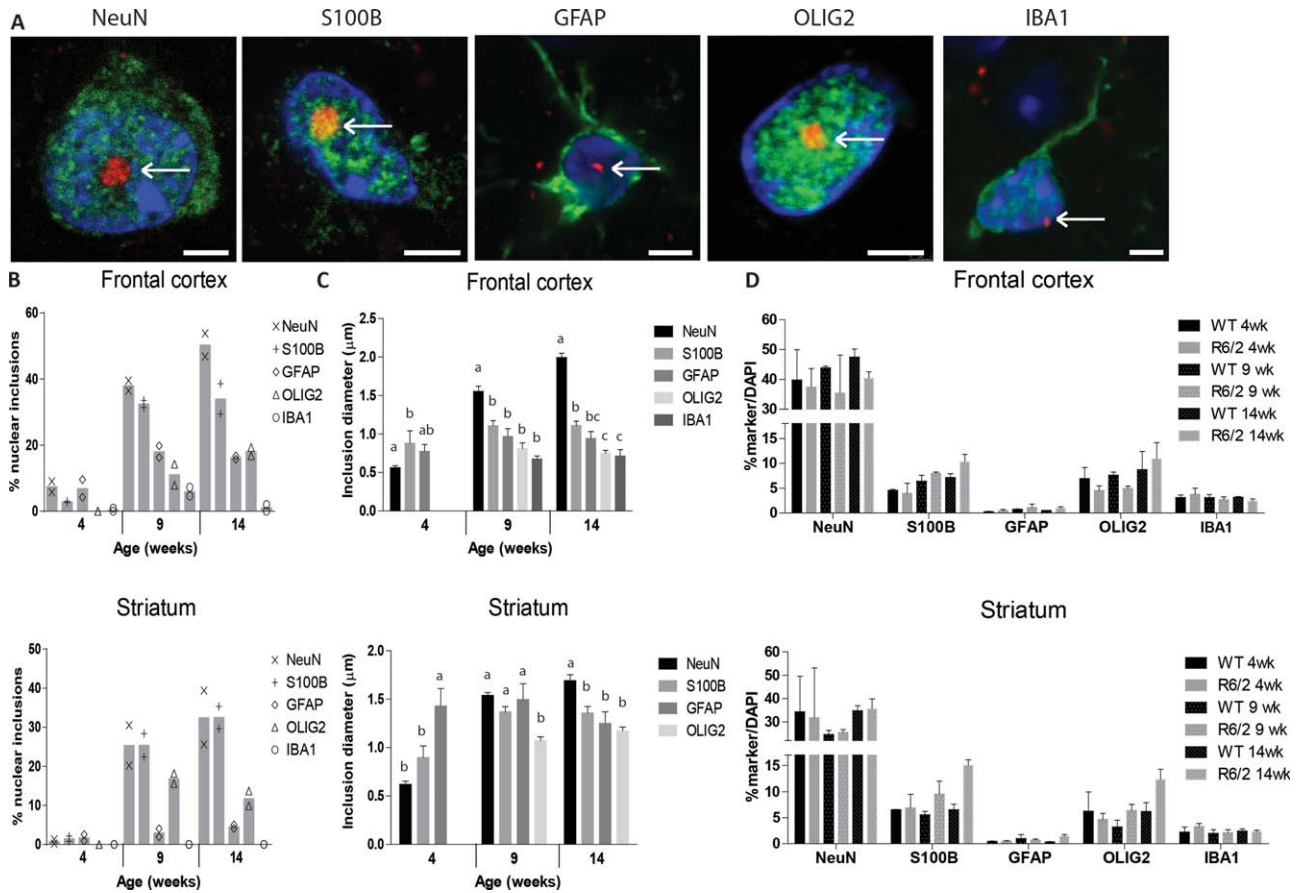 A
NeuN
S100B
GFAP
OLIG2
IBA1
B
Frontal cortex
% nuclear inclusions
60
40
20
0
4
9
14
Age (weeks)
NeuN
S100B
GFAP
OLIG2
IBA1
C
Inclusion diameter (µm)
2.5
2.0
1.5
1.0
0.5
0.0
a
b
ab
a
b
b
b
b
a
b
bc
c
c
4
9
14
Age (weeks)
NeuN
S100B
GFAP
OLIG2
IBA1
D
Frontal cortex
%marker/DAPI
60
50
40
30
15
10
5
0
NeuN
S100B
GFAP
OLIG2
IBA1
WT 4wk
R6/2 4wk
WT 9 wk
R6/2 9 wk
WT 14wk
R6/2 14wk
Striatum
% nuclear inclusions
50
40
30
20
10
0
4
9
14
Age (weeks)
NeuN
S100B
GFAP
OLIG2
IBA1
Striatum
Inclusion diameter (µm)
2.0
1.5
1.0
0.5
0.0
b
b
a
a
a
a
b
a
b
b
b
4
9
14
Age (weeks)
NeuN
S100B
GFAP
OLIG2
Striatum
%marker/DAPI
60
50
40
30
15
10
5
0
NeuN
S100B
GFAP
OLIG2
IBA1
WT 4wk
R6/2 4wk
WT 9 wk
R6/2 9 wk
WT 14wk
R6/2 14wk